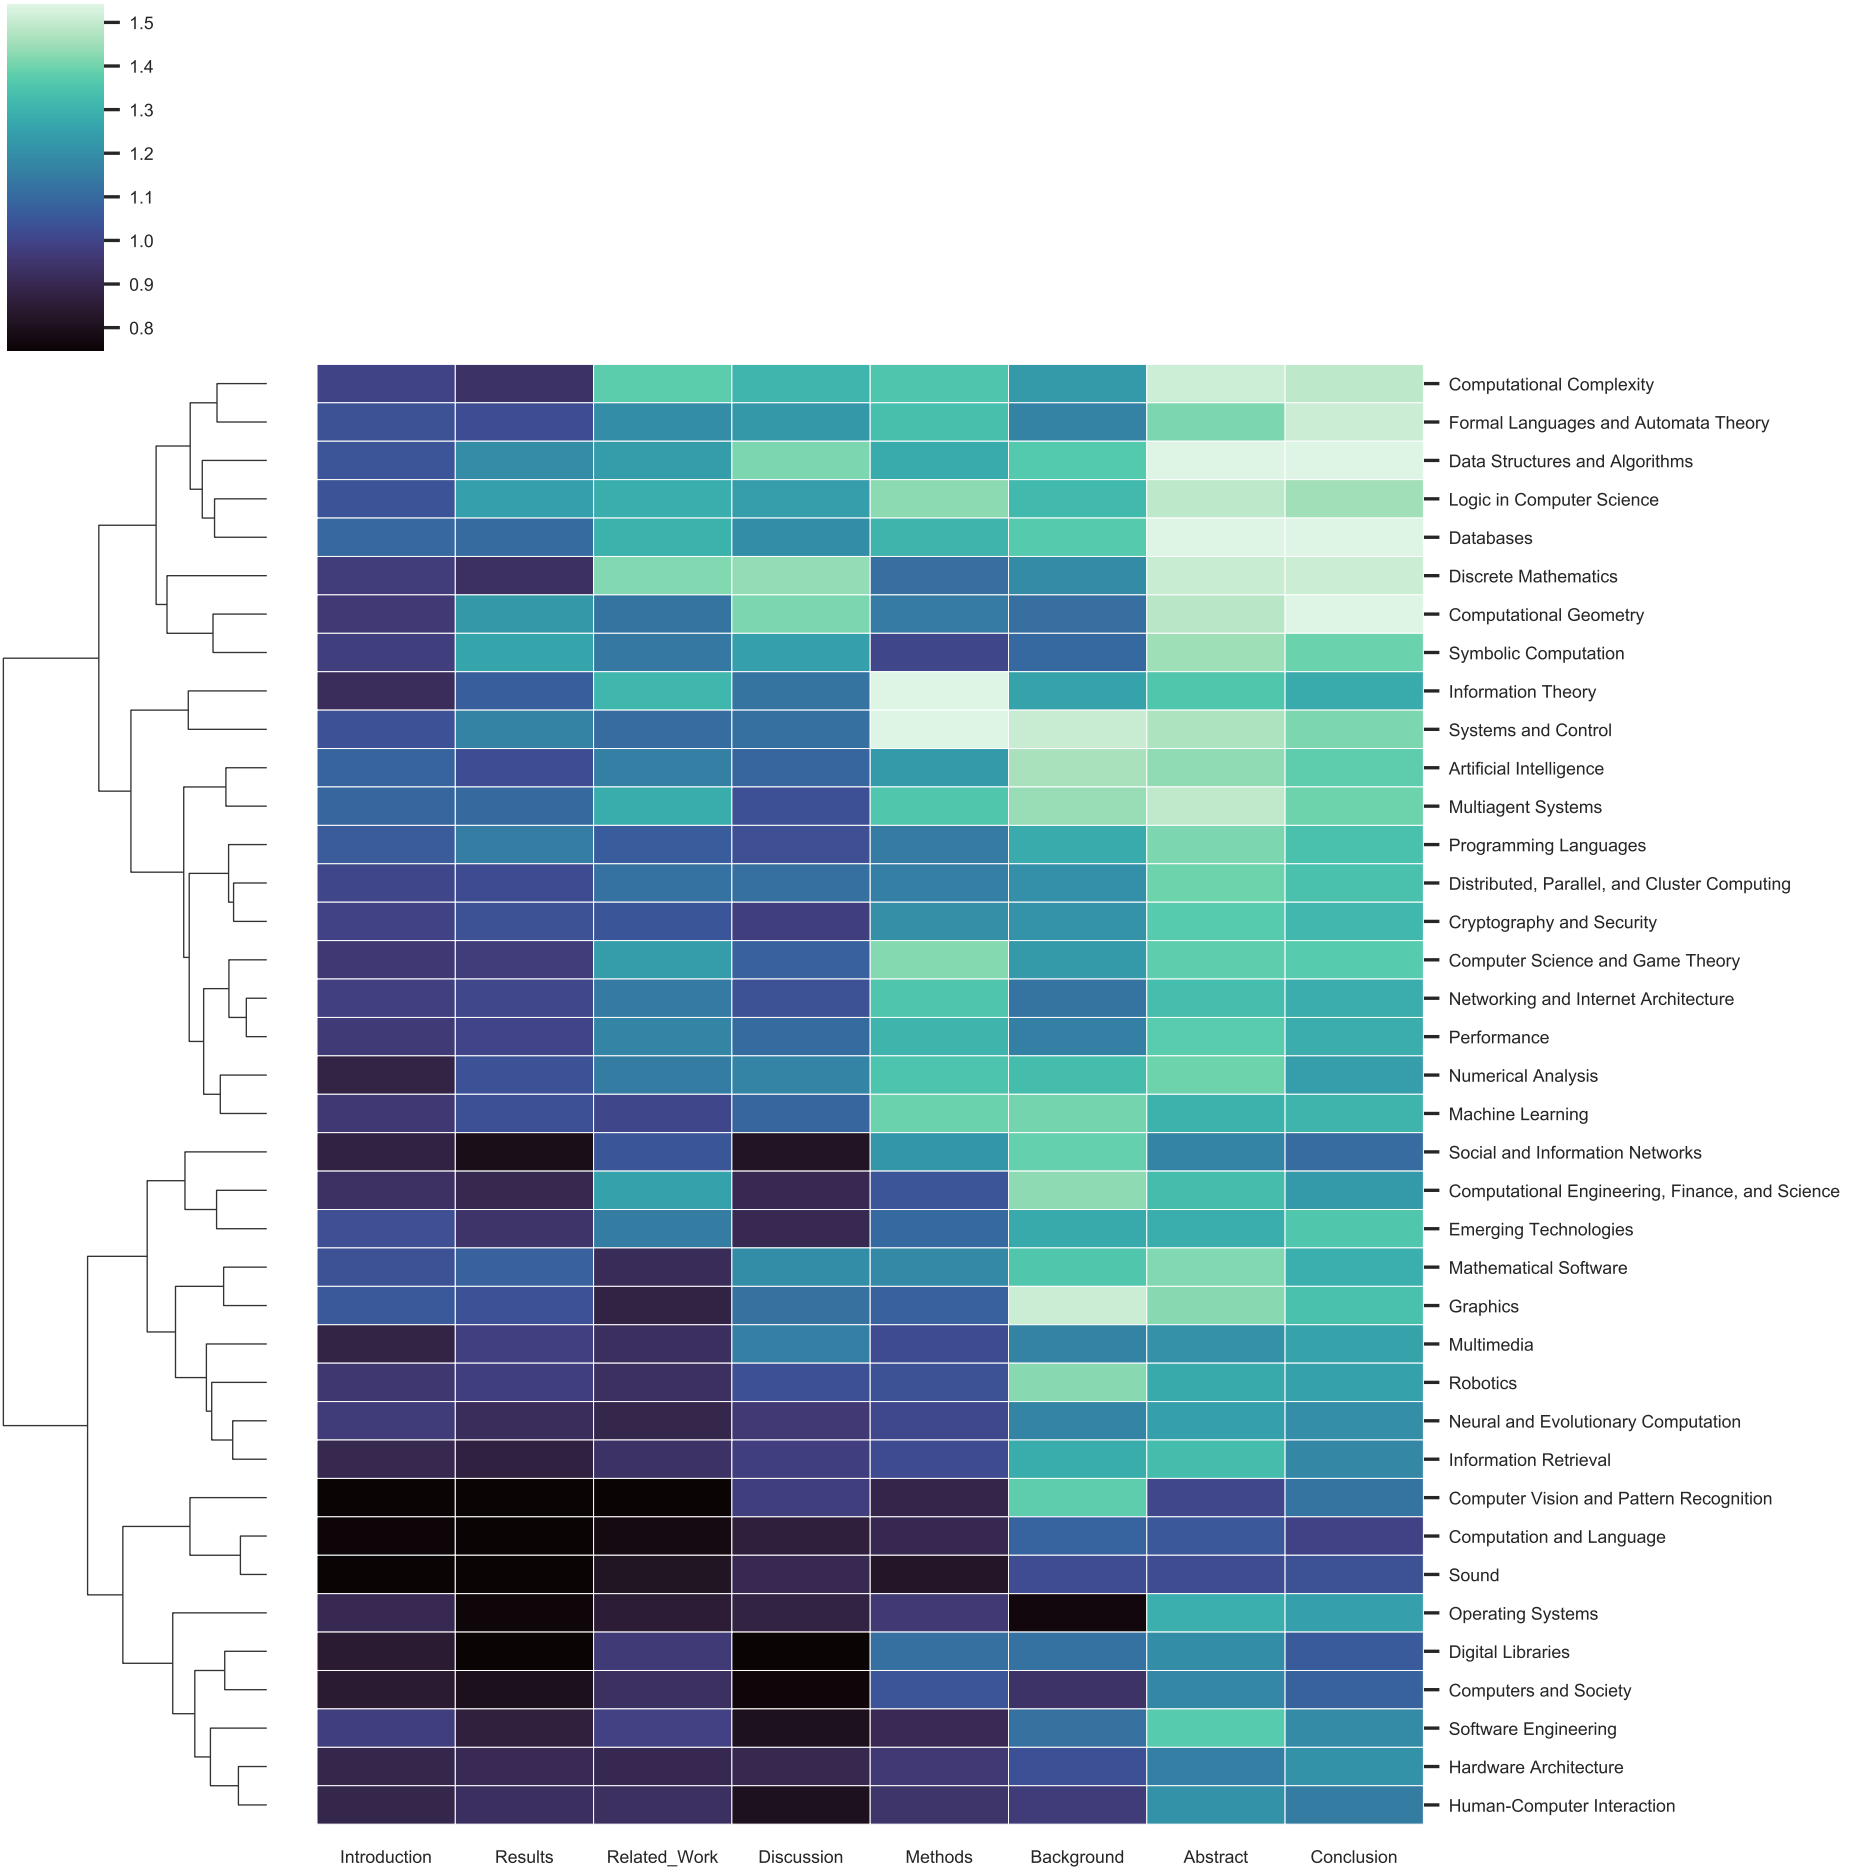 1.5
1.4
1.3
1.2
1.1
1.0
0.9
0.8
Computational Complexity
Formal Languages and Automata Theory
Data Structures and Algorithms
Logic in Computer Science
Databases
Discrete Mathematics
Computational Geometry
Symbolic Computation
Information Theory
Systems and Control
Artificial Intelligence
Multiagent Systems
Programming Languages
Distributed, Parallel, and Cluster Computing
Cryptography and Security
Computer Science and Game Theory
Networking and Internet Architecture
Performance
Numerical Analysis
Machine Learning
Social and Information Networks
Computational Engineering, Finance, and Science
Emerging Technologies
Mathematical Software
Graphics
Multimedia
Robotics
Neural and Evolutionary Computation
Information Retrieval
Computer Vision and Pattern Recognition
Computation and Language
Sound
Operating Systems
Digital Libraries
Computers and Society
Software Engineering
Hardware Architecture
Human-Computer Interaction
Introduction Results Related_Work Discussion Methods Background Abstract Conclusion